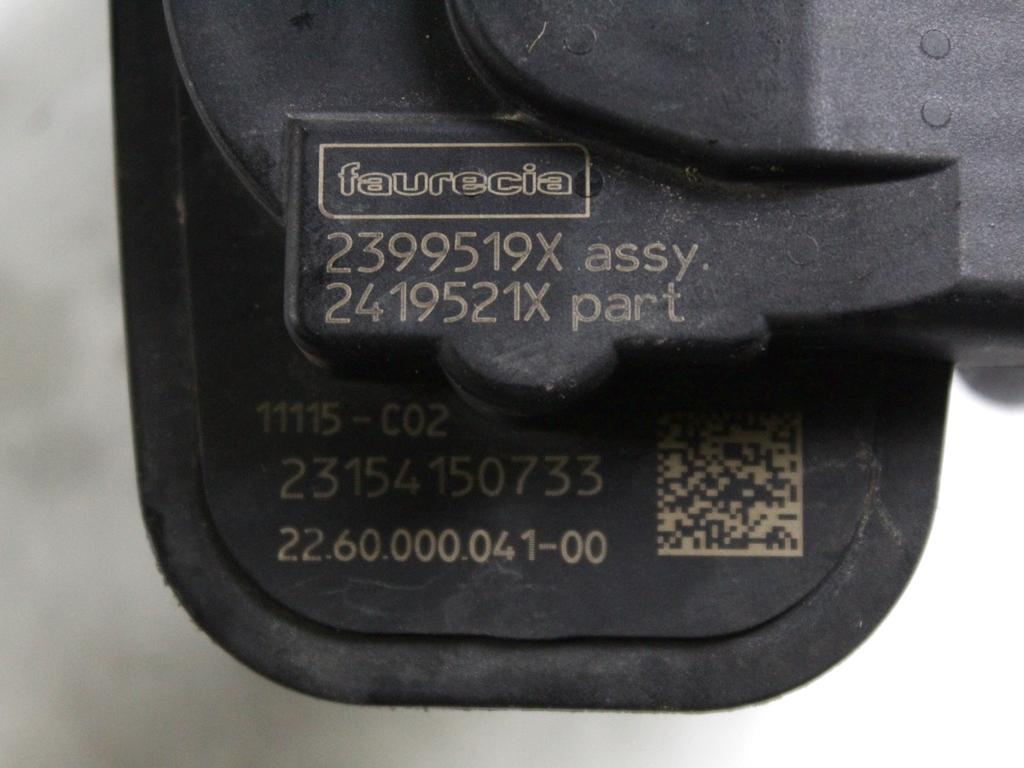 faurecia
2399519X assy.
2419521X part
11115-C02
23154150733
22.60.000.041-00